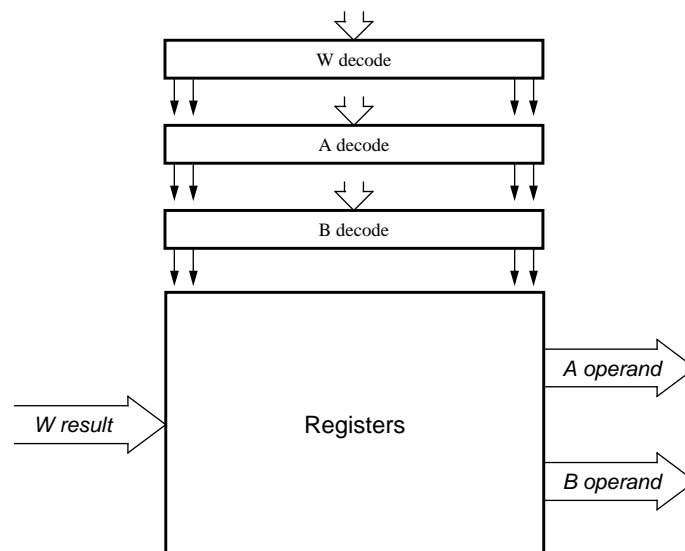 W decode
A decode
B decode
A operand
W result
Registers
B operand